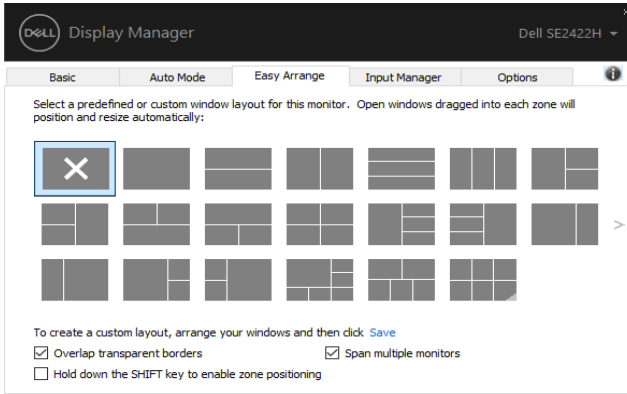 DELL Display Manager Dell SE2422H
Basic Auto Mode Easy Arrange Input Manager Options
Select a predefined or custom window layout for this monitor. Open windows dragged into each zone will
position and resize automatically:
To create a custom layout, arrange your windows and then click Save
Overlap transparent borders Span multiple monitors
Hold down the SHIFT key to enable zone positioning